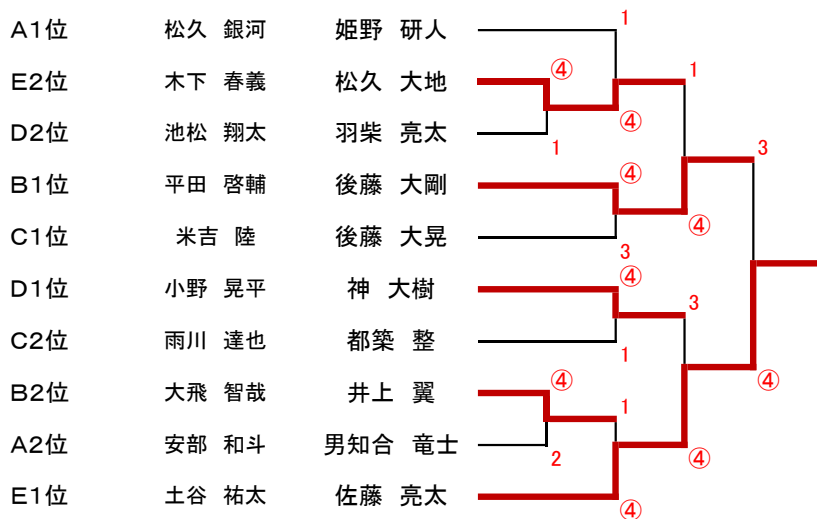 A1位 松久 銀河 姫野 研人 1
E2位 木下 春義 松久 大地 ④ 1
D2位 池松 翔太 羽柴 亮太 1 ④ 3
B1位 平田 啓輔 後藤 大剛 ④
C1位 米吉 陸 後藤 大晃 3 ④
D1位 小野 晃平 神 大樹 ④ 3
C2位 雨川 達也 都築 整 1
B2位 大飛 智哉 井上 翼 ④ 1 ④
A2位 安部 和斗 男知合 竜士 2 ④
E1位 土谷 祐太 佐藤 亮太 ④